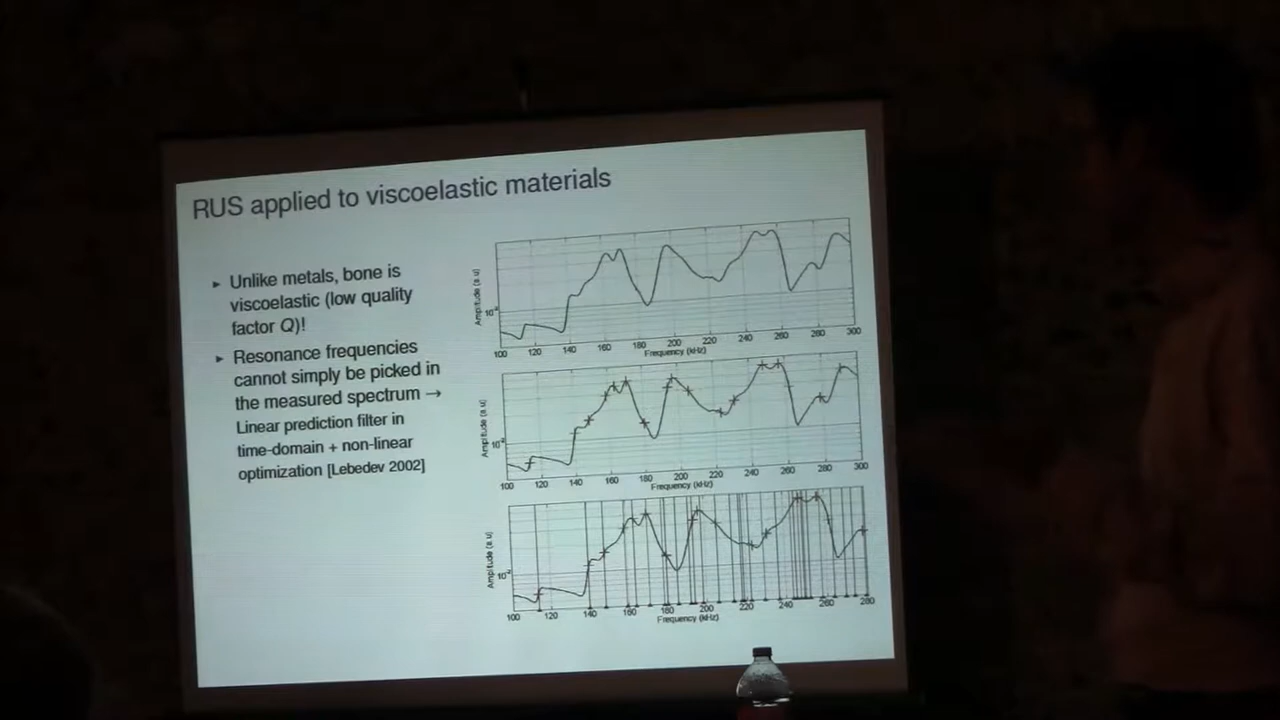 RUS applied to viscoelastic materials
▸ Unlike metals, bone is
viscoelastic (low quality
factor Q)!
▸ Resonance frequencies
cannot simply be picked in
the measured spectrum →
Linear prediction filter in
time-domain + non-linear
optimization [Lebedev 2002]
Amplitude (a.u)
100 120 140 160 180 200 220 240 260 280 300
Frequency (kHz)
Amplitude (a.u)
100 120 140 160 180 200 220 240 260 280 300
Frequency (kHz)
Amplitude (a.u)
100 120 140 160 180 200 220 240 260 280
Frequency (kHz)